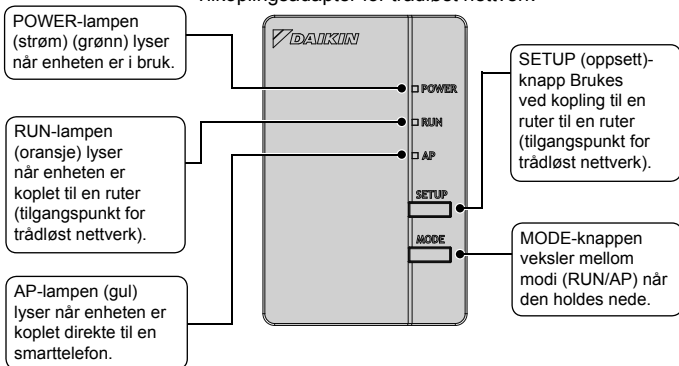 Tilkoplingsadapter for trådløst nettverk
POWER-lampen
(strøm) (grønn) lyser
når enheten er i bruk.
RUN-lampen
(oransje) lyser
når enheten er
koplet til en ruter
(tilgangspunkt for
trådløst nettverk).
AP-lampen (gul)
lyser når enheten er
koplet direkte til en
smarttelefon.
DAIKIN
POWER
RUN
AP
SETUP
MODE
SETUP (oppsett)-
knapp Brukes
ved kopling til en
ruter til en ruter
(tilgangspunkt for
trådløst nettverk).
MODE-knappen
veksler mellom
modi (RUN/AP) når
den holdes nede.